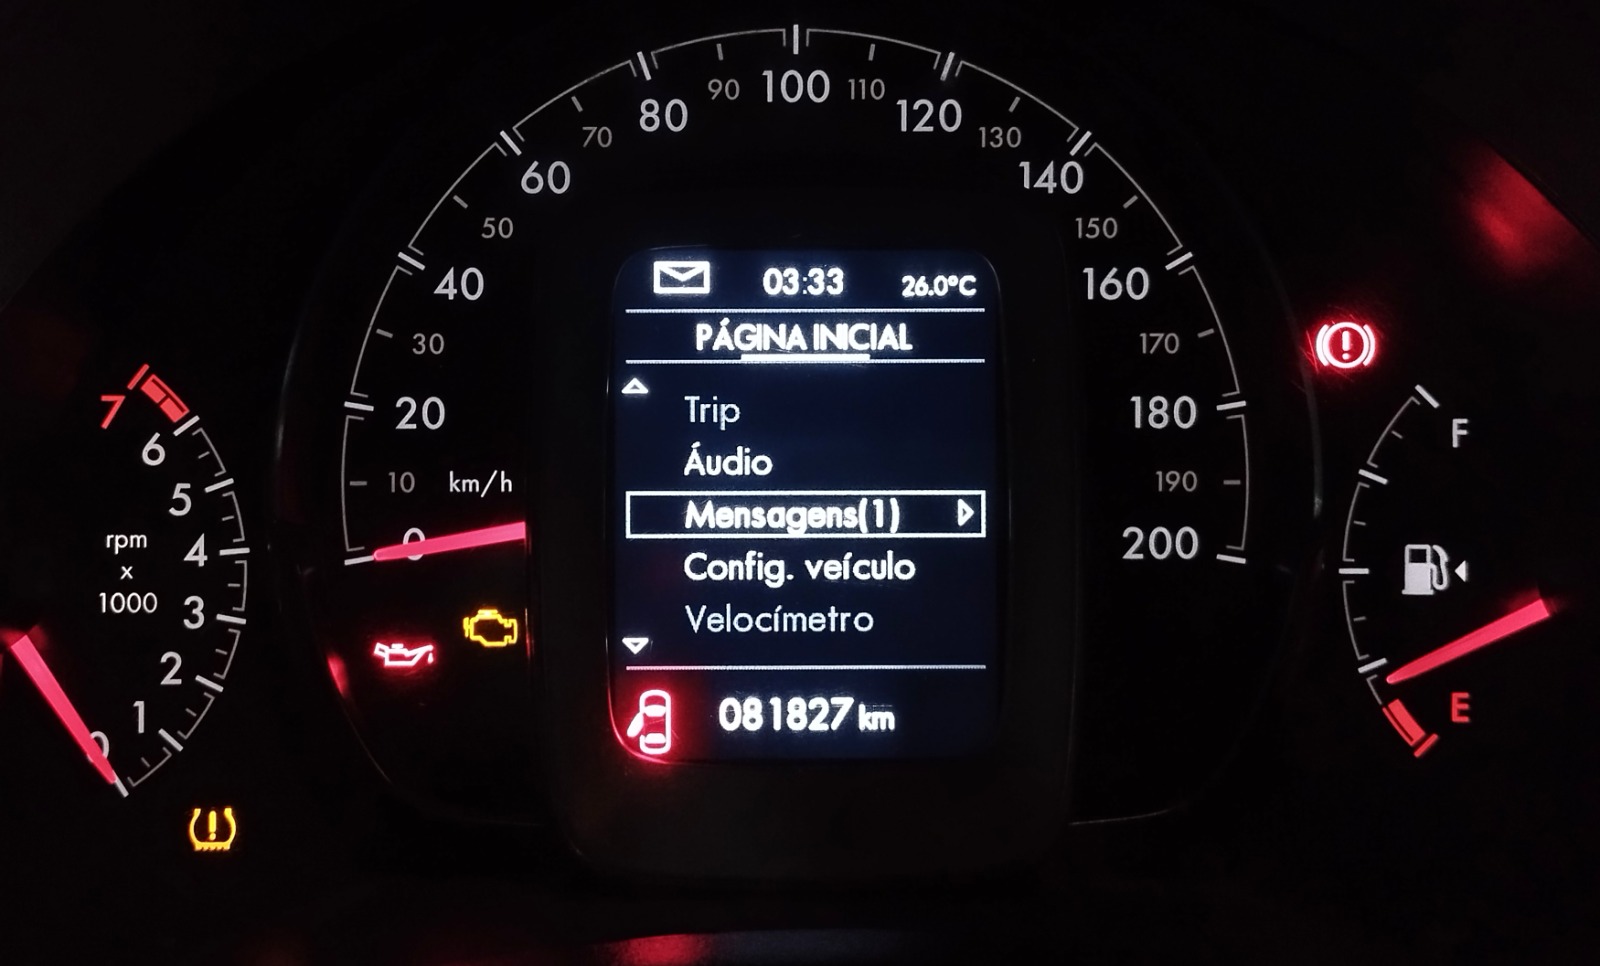 0
10
20
30
40
50
60
70
80
90
100
110
120
130
140
150
160
170
180
190
200
km/h
7
6
5
4
3
2
1
0
rpm
x
1000
03:33 26.0°C
PÁGINA INICIAL
Trip
Áudio
Mensagens(1)
Config. veículo
Velocímetro
081827 km
F
E